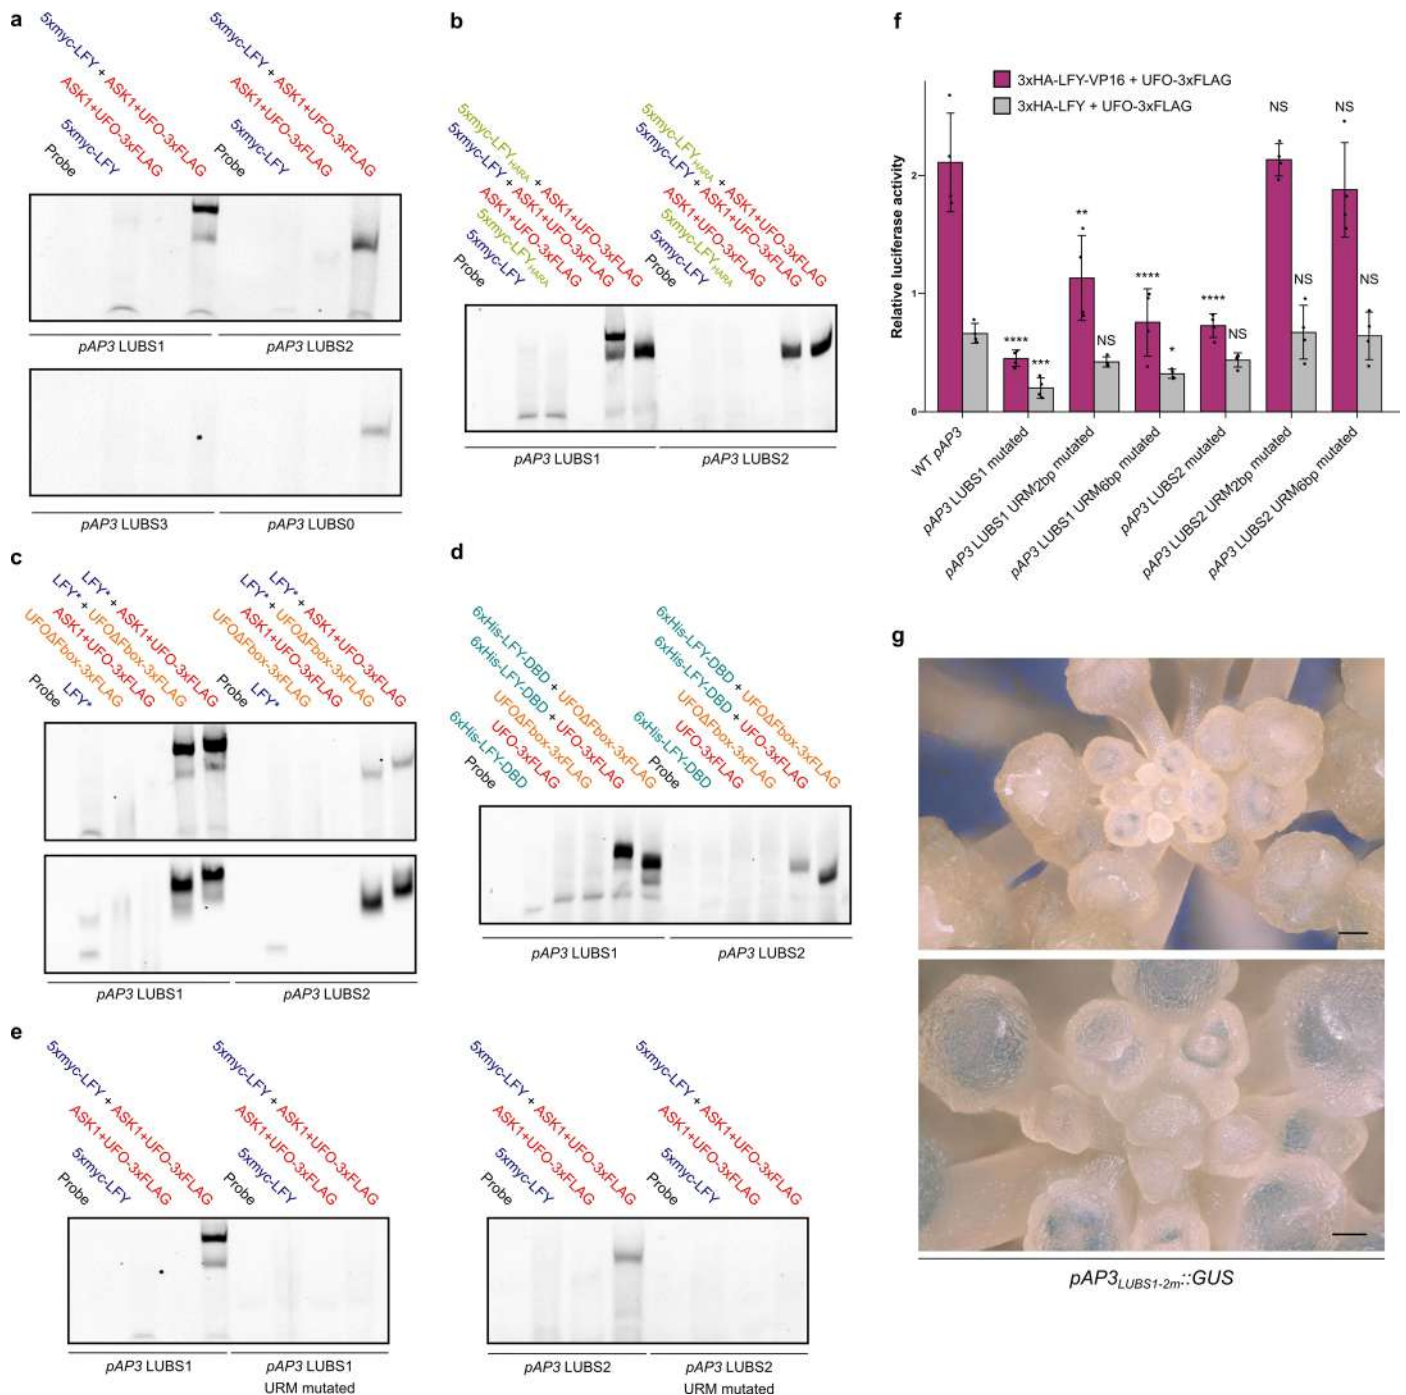 a
5xmyc-LFY + ASK1+UFO-3xFLAG
ASK1+UFO-3xFLAG
5xmyc-LFY
Probe
5xmyc-LFY + ASK1+UFO-3xFLAG
ASK1+UFO-3xFLAG
5xmyc-LFY
Probe
pAP3 LUBS1
pAP3 LUBS2
pAP3 LUBS3
pAP3 LUBS0
b
5xmyc-LFYHARA + ASK1+UFO-3xFLAG
5xmyc-LFY + ASK1+UFO-3xFLAG
ASK1+UFO-3xFLAG
5xmyc-LFYHARA
5xmyc-LFY
Probe
5xmyc-LFYHARA + ASK1+UFO-3xFLAG
5xmyc-LFY + ASK1+UFO-3xFLAG
ASK1+UFO-3xFLAG
5xmyc-LFYHARA
5xmyc-LFY
Probe
pAP3 LUBS1
pAP3 LUBS2
c
LFY* + ASK1+UFO-3xFLAG
LFY* + UFOΔFbox-3xFLAG
ASK1+UFO-3xFLAG
UFOΔFbox-3xFLAG
LFY*
Probe
LFY* + ASK1+UFO-3xFLAG
LFY* + UFOΔFbox-3xFLAG
ASK1+UFO-3xFLAG
UFOΔFbox-3xFLAG
LFY*
Probe
pAP3 LUBS1
pAP3 LUBS2
d
6xHis-LFY-DBD + UFOΔFbox-3xFLAG
6xHis-LFY-DBD + UFO-3xFLAG
UFOΔFbox-3xFLAG
UFO-3xFLAG
6xHis-LFY-DBD
Probe
6xHis-LFY-DBD + UFOΔFbox-3xFLAG
6xHis-LFY-DBD + UFO-3xFLAG
UFOΔFbox-3xFLAG
UFO-3xFLAG
6xHis-LFY-DBD
Probe
pAP3 LUBS1
pAP3 LUBS2
e
5xmyc-LFY + ASK1+UFO-3xFLAG
ASK1+UFO-3xFLAG
5xmyc-LFY
Probe
5xmyc-LFY + ASK1+UFO-3xFLAG
ASK1+UFO-3xFLAG
5xmyc-LFY
Probe
pAP3 LUBS1
pAP3 LUBS1
URM mutated
5xmyc-LFY + ASK1+UFO-3xFLAG
ASK1+UFO-3xFLAG
5xmyc-LFY
Probe
5xmyc-LFY + ASK1+UFO-3xFLAG
ASK1+UFO-3xFLAG
5xmyc-LFY
Probe
pAP3 LUBS2
pAP3 LUBS2
URM mutated
f
3xHA-LFY-VP16 + UFO-3xFLAG
3xHA-LFY + UFO-3xFLAG
Relative luciferase activity
2
1
0
****
***
**
NS
****
*
****
NS
NS
NS
NS
NS
WT pAP3
pAP3 LUBS1 mutated
pAP3 LUBS1 URM2bp mutated
pAP3 LUBS1 URM6bp mutated
pAP3 LUBS2 mutated
pAP3 LUBS2 URM2bp mutated
pAP3 LUBS2 URM6bp mutated
g
pAP3LUBS1-2m::GUS